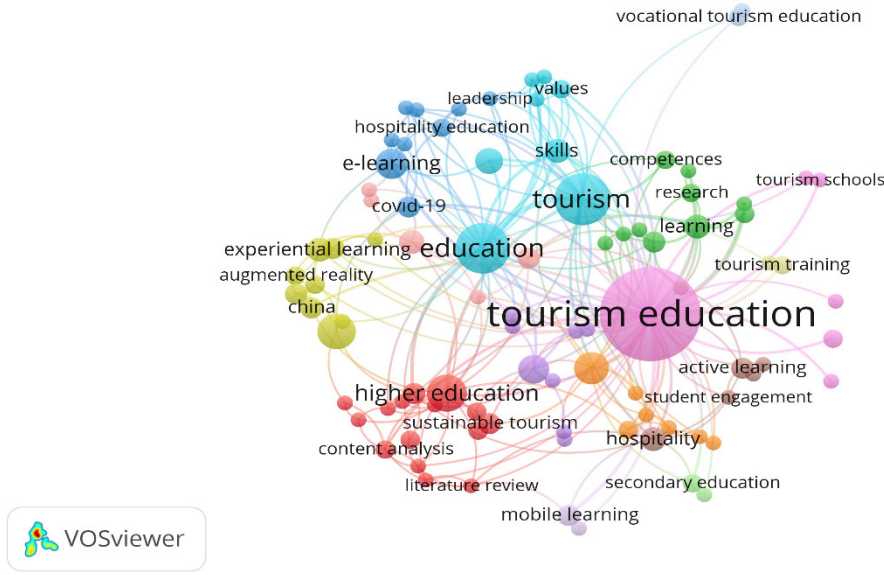 vocational tourism education
values
leadership
hospitality education
skills
e-learning
competences
tourism schools
research
tourism
covid-19
learning
experiential learning
education
augmented reality
tourism training
china
tourism education
active learning
higher education
student engagement
sustainable tourism
hospitality
content analysis
literature review
secondary education
mobile learning
VOSviewer